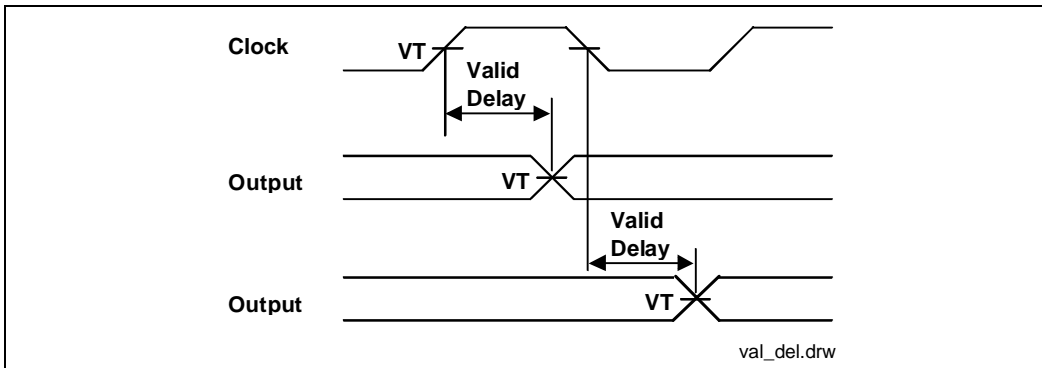 Clock
VT
Valid
Delay
Output
VT
Valid
Delay
Output
VT
val_del.drw